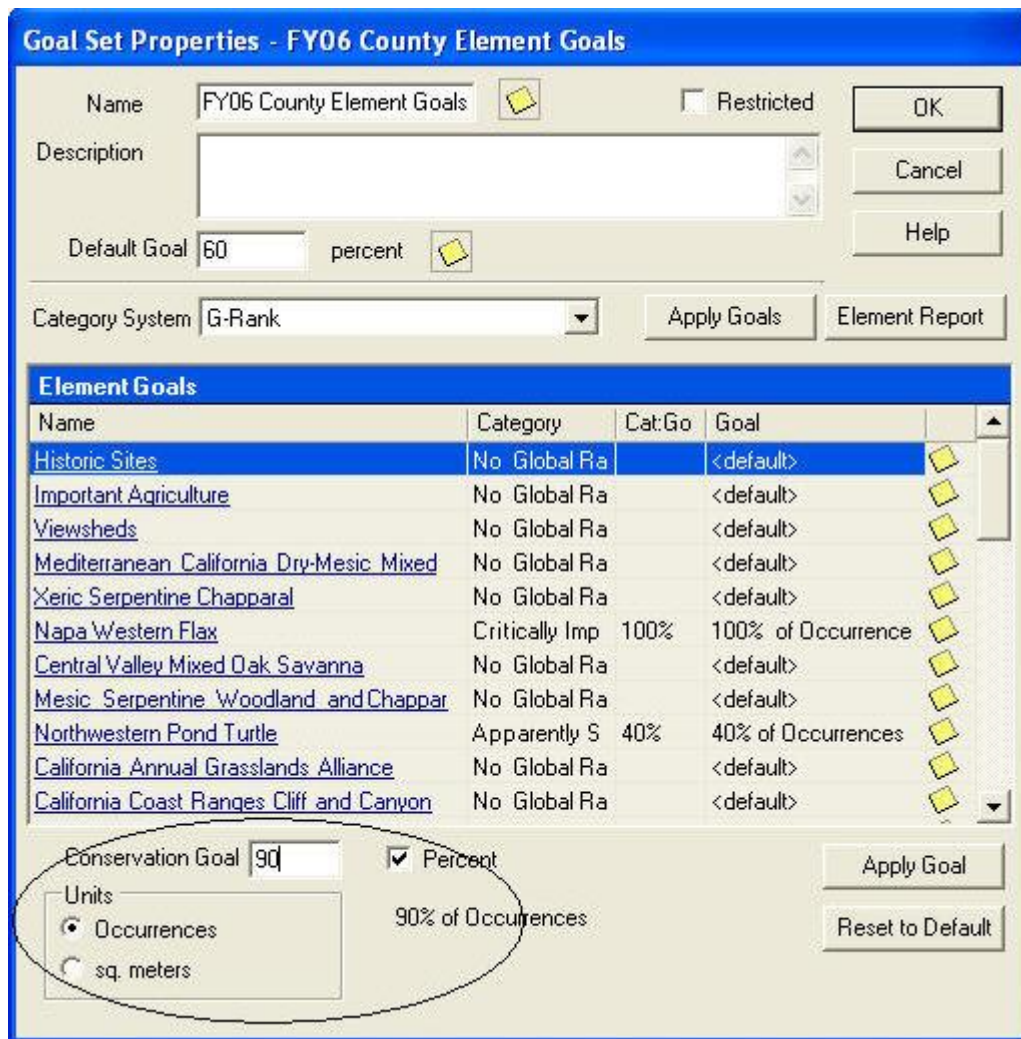 Goal Set Properties - FY06 County Element Goals
Name FY06 County Element Goals Restricted OK
Description Cancel
Help
Default Goal 60 percent
Category System G-Rank Apply Goals Element Report
Element Goals
Name Category Cat:Go Goal
Historic Sites No Global Ra <default>
Important Agriculture No Global Ra <default>
Viewsheds No Global Ra <default>
Mediterranean California Dry-Mesic Mixed No Global Ra <default>
Xeric Serpentine Chapparal No Global Ra <default>
Napa Western Flax Critically Imp 100% 100% of Occurrence
Central Valley Mixed Oak Savanna No Global Ra <default>
Mesic Serpentine Woodland and Chappar No Global Ra <default>
Northwestern Pond Turtle Apparently S 40% 40% of Occurrences
California Annual Grasslands Alliance No Global Ra <default>
California Coast Ranges Cliff and Canyon No Global Ra <default>
Conservation Goal 90 Percent Apply Goal
Units
Occurrences 90% of Occurrences Reset to Default
sq. meters